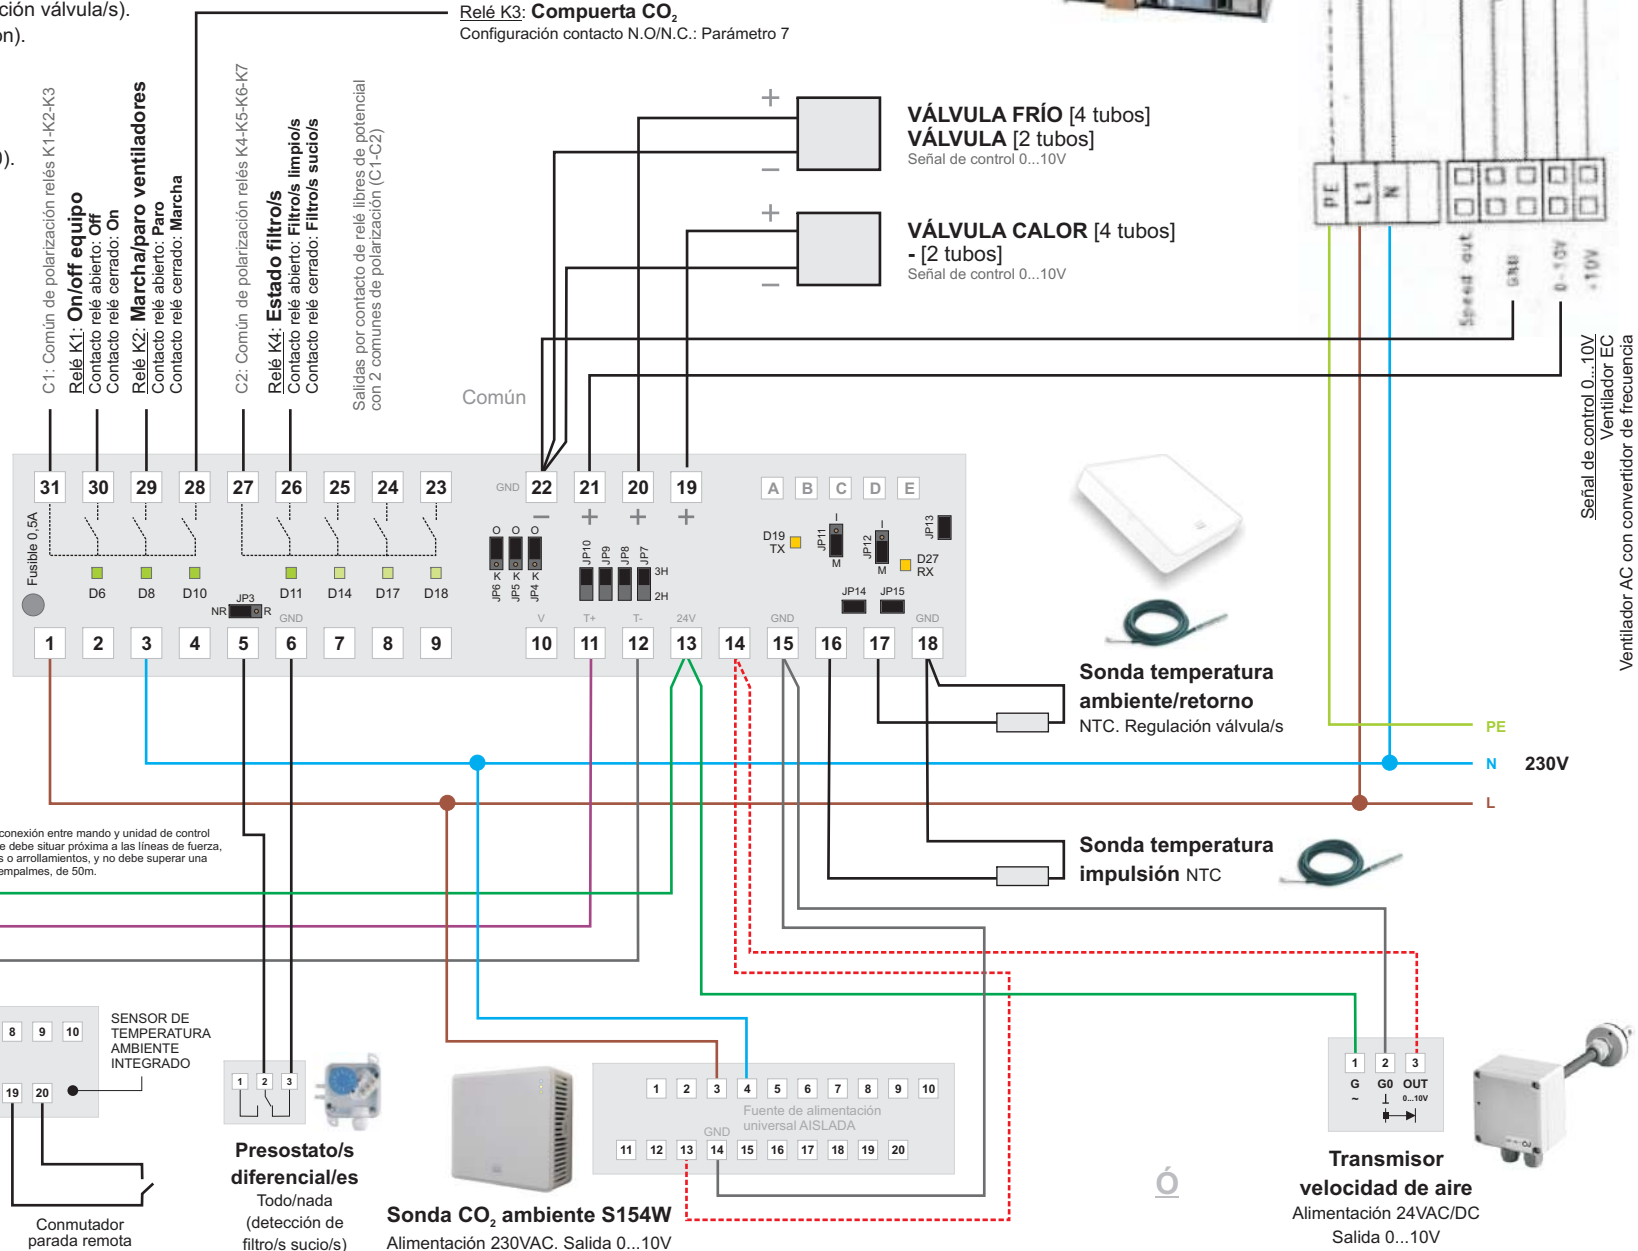 ción válvula/s).
ón).
)).
Relé K3: Compuerta CO2
Configuración contacto N.O/N.C.: Parámetro 7
C1: Común de polarización relés K1-K2-K3
Relé K1: On/off equipo
Contacto relé abierto: Off
Contacto relé cerrado: On
Relé K2: Marcha/paro ventiladores
Contacto relé abierto: Paro
Contacto relé cerrado: Marcha
C2: Común de polarización relés K4-K5-K6-K7
Relé K4: Estado filtro/s
Contacto relé abierto: Filtro/s limpio/s
Contacto relé cerrado: Filtro/s sucio/s
Salidas por contacto de relé libres de potencial
con 2 comunes de polarización (C1-C2)
+
VÁLVULA FRÍO [4 tubos]
VÁLVULA [2 tubos]
Señal de control 0...10V
−
+
VÁLVULA CALOR [4 tubos]
- [2 tubos]
Señal de control 0...10V
−
PE
L1
N
Speed out
GND
0-10V
+10V
Señal de control 0...10V
Ventilador EC
Ventilador AC con convertidor de frecuencia
Común
31 30 29 28 27 26 25 24 23 GND 22 21 20 19 A B C D E
− + + +
Fusible 0,5A
D6 D8 D10 D11 D14 D17 D18
NR JP3 R
GND
O O O
K K K
JP6 JP5 JP4
JP10 JP9 JP8 JP7
3H
2H
D19
TX
JP11
I
M
JP12
I
M
JP13
D27
RX
JP14 JP15
V T+ T- 24V GND GND
1 2 3 4 5 6 7 8 9 10 11 12 13 14 15 16 17 18
Sonda temperatura
ambiente/retorno
NTC. Regulación válvula/s
PE
N 230V
L
conexión entre mando y unidad de control
e debe situar próxima a las líneas de fuerza,
s o arrollamientos, y no debe superar una
empalmes, de 50m.
Sonda temperatura
impulsión NTC
8 9 10
19 20
SENSOR DE
TEMPERATURA
AMBIENTE
INTEGRADO
Conmutador
parada remota
1 2 3
Presostato/s
diferencial/es
Todo/nada
(detección de
filtro/s sucio/s)
1 2 3 4 5 6 7 8 9 10
Fuente de alimentación
universal AISLADA
GND
11 12 13 14 15 16 17 18 19 20
Sonda CO2 ambiente S154W
Alimentación 230VAC. Salida 0...10V
Ó
1 2 3
G G0 OUT
~ ⊥ 0...10V
Transmisor
velocidad de aire
Alimentación 24VAC/DC
Salida 0...10V